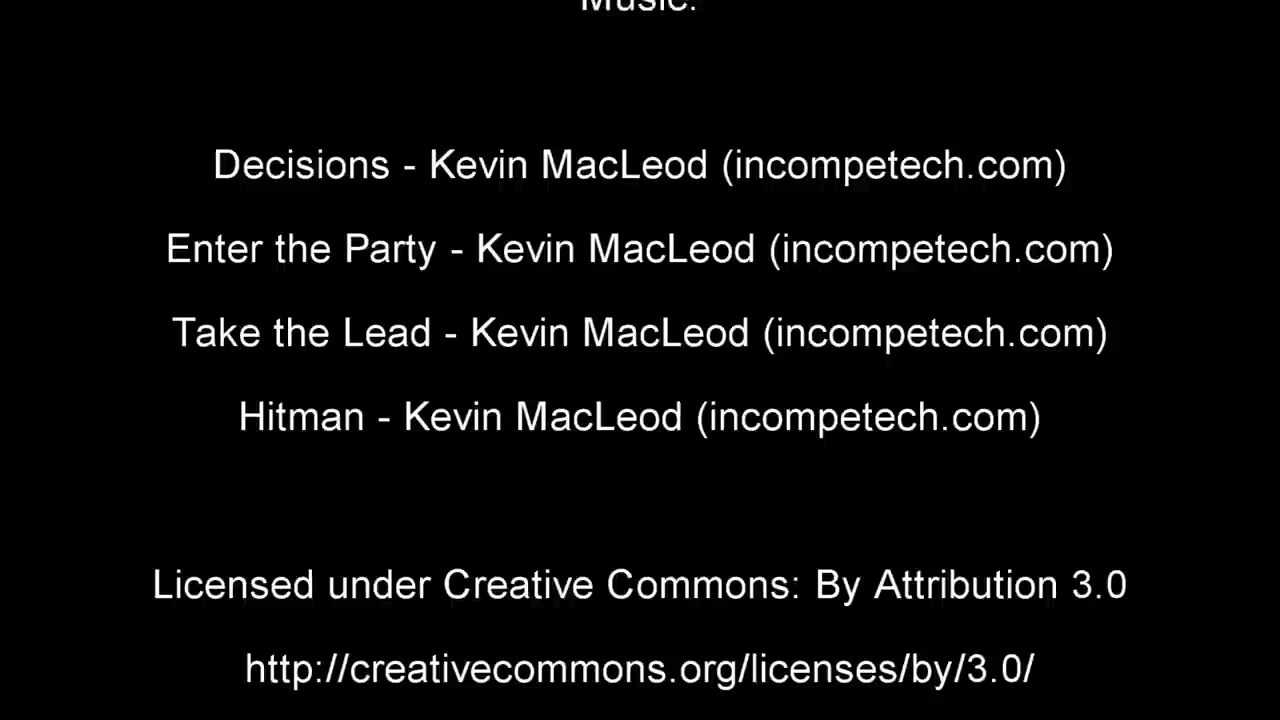 Music:
Decisions - Kevin MacLeod (incompetech.com)
Enter the Party - Kevin MacLeod (incompetech.com)
Take the Lead - Kevin MacLeod (incompetech.com)
Hitman - Kevin MacLeod (incompetech.com)
Licensed under Creative Commons: By Attribution 3.0
http://creativecommons.org/licenses/by/3.0/